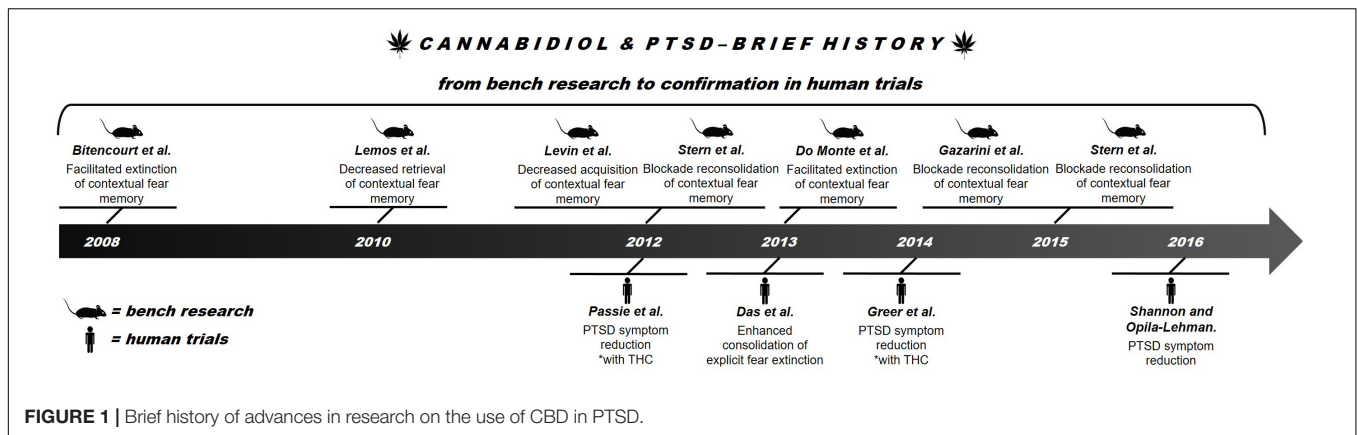 CANNABIDIOL & PTSD–BRIEF HISTORY
from bench research to confirmation in human trials
Bitencourt et al.
Facilitated extinction
of contextual fear
memory
Lemos et al.
Decreased retrieval
of contextual fear
memory
Levin et al.
Decreased acquisition
of contextual fear
memory
Stern et al.
Blockade reconsolidation
of contextual fear
memory
Do Monte et al.
Facilitated extinction
of contextual fear
memory
Gazarini et al.
Blockade reconsolidation
of contextual fear
memory
Stern et al.
Blockade reconsolidation
of contextual fear
memory
2008
2010
2012
2013
2014
2015
2016
= bench research
= human trials
Passie et al.
PTSD symptom
reduction
*with THC
Das et al.
Enhanced
consolidation of
explicit fear extinction
Greer et al.
PTSD symptom
reduction
*with THC
Shannon and
Opila-Lehman.
PTSD symptom
reduction
FIGURE 1 | Brief history of advances in research on the use of CBD in PTSD.